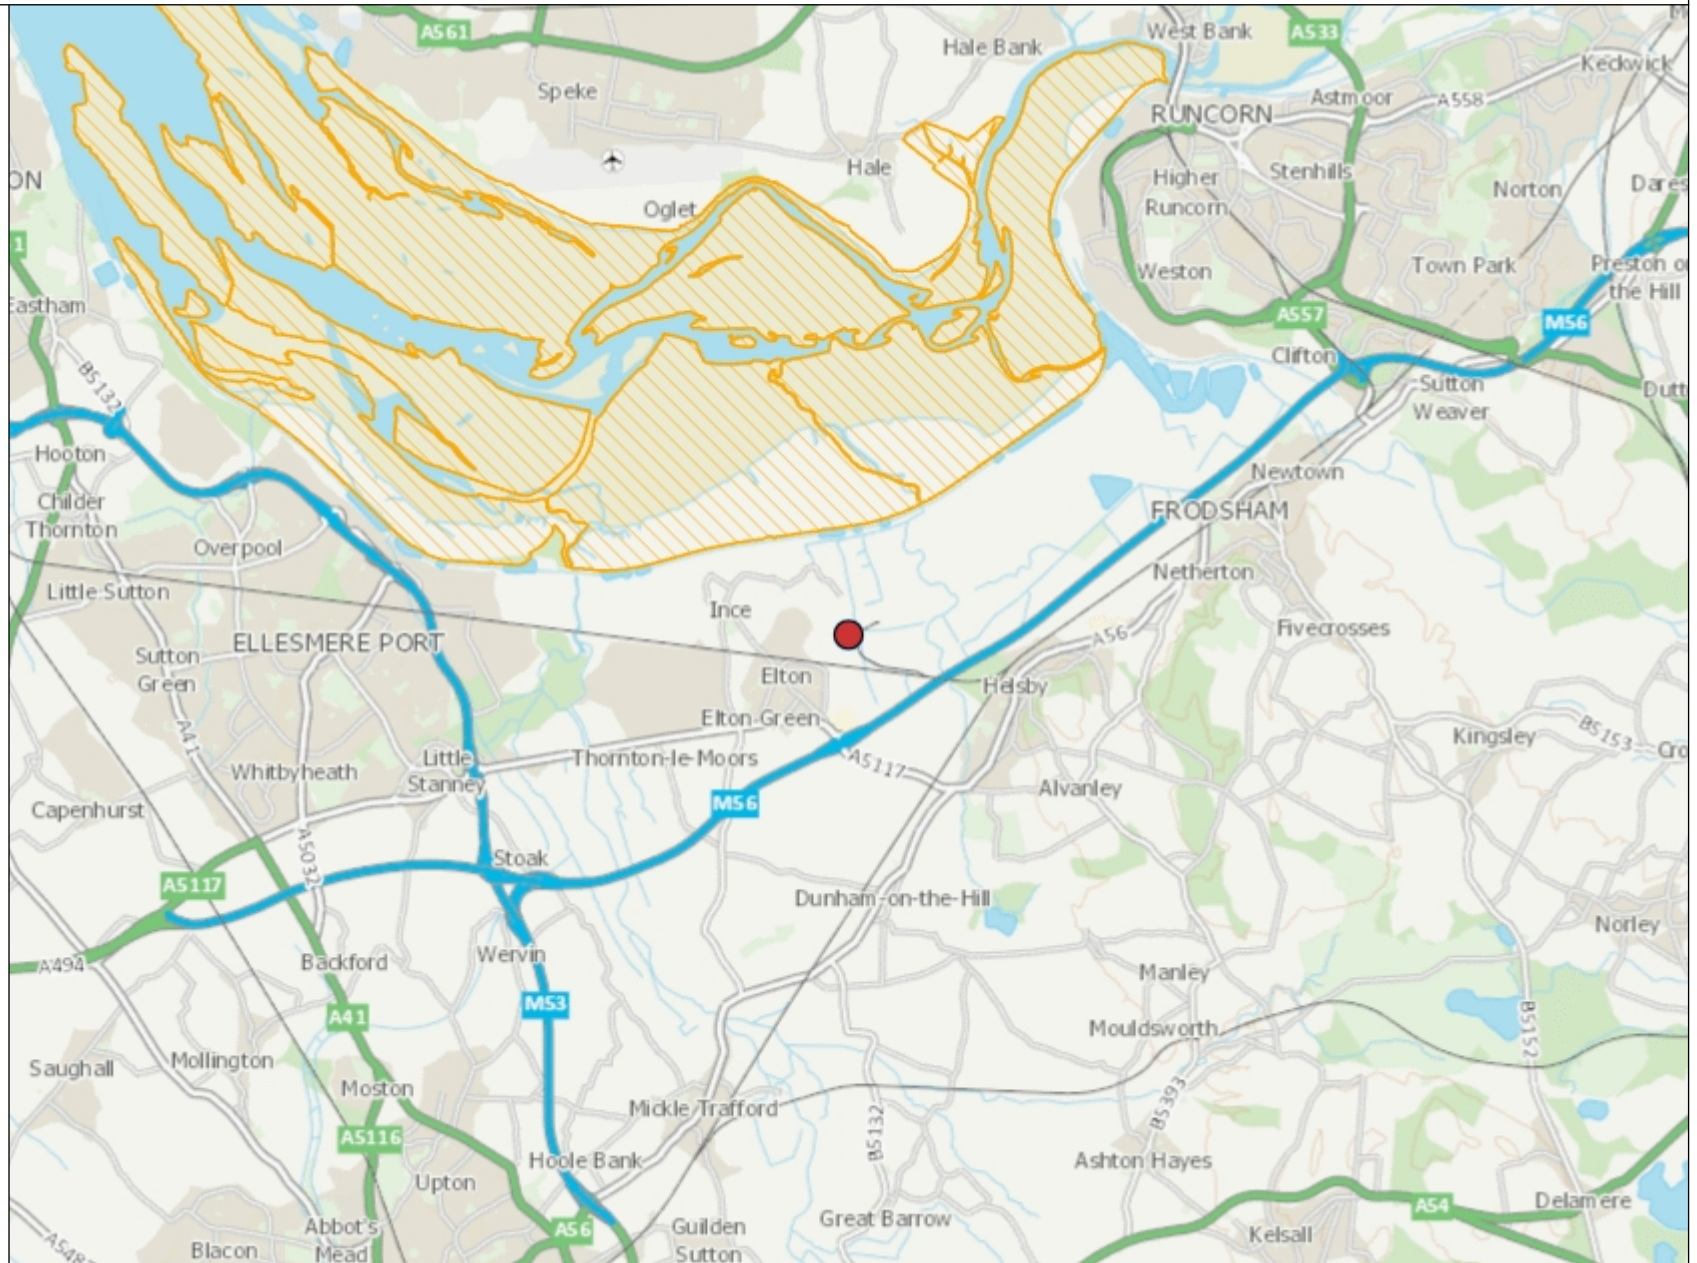 A561
Hale Bank
West Bank
A533
Keckwick
Speke
Astmoor
A558
RUNCORN
Hale
Stenhills
ON
Higher
Runcorn
Norton
Dares
Oglet
1
Weston
Town Park
Preston o
the Hill
Eastham
A557
M56
Clifton
B5132
Sutton
Weaver
Dutt
Hooton
Newtown
Childer
Thornton
FRODSHAM
Overpool
Netherton
Little Sutton
Ince
Fivecrosses
ELLESMERE PORT
A56
Sutton
Green
Elton
Helsby
Elton Green
A41
B5153
Kingsley
Cro
Little
Stanney
Thornton-le-Moors
A5117
Whitbyheath
Alvanley
Capenhurst
M56
A5032
Stoak
A5117
Dunham-on-the-Hill
Norley
Wervin
A494
Backford
Manley
M53
A41
Mouldsworth
B5152
Saughall
Mollington
Moston
Mickle Trafford
B5393
B5132
A5116
Hoole Bank
Ashton Hayes
Upton
A54
Delamere
Abbot's
Mead
A56
Guilden
Sutton
Great Barrow
Kelsall
A548
Blacon